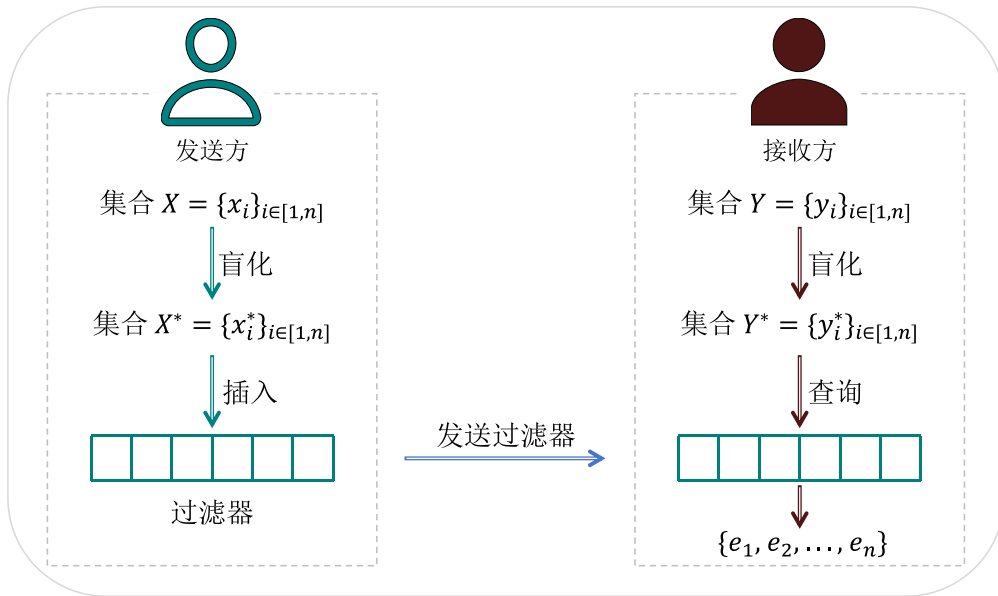 发送方
集合 X = {x_i}_{i∈[1,n]}
盲化
集合 X* = {x_i^*}_{i∈[1,n]}
插入
过滤器
发送过滤器
接收方
集合 Y = {y_i}_{i∈[1,n]}
盲化
集合 Y* = {y_i^*}_{i∈[1,n]}
查询
{e_1, e_2, ..., e_n}